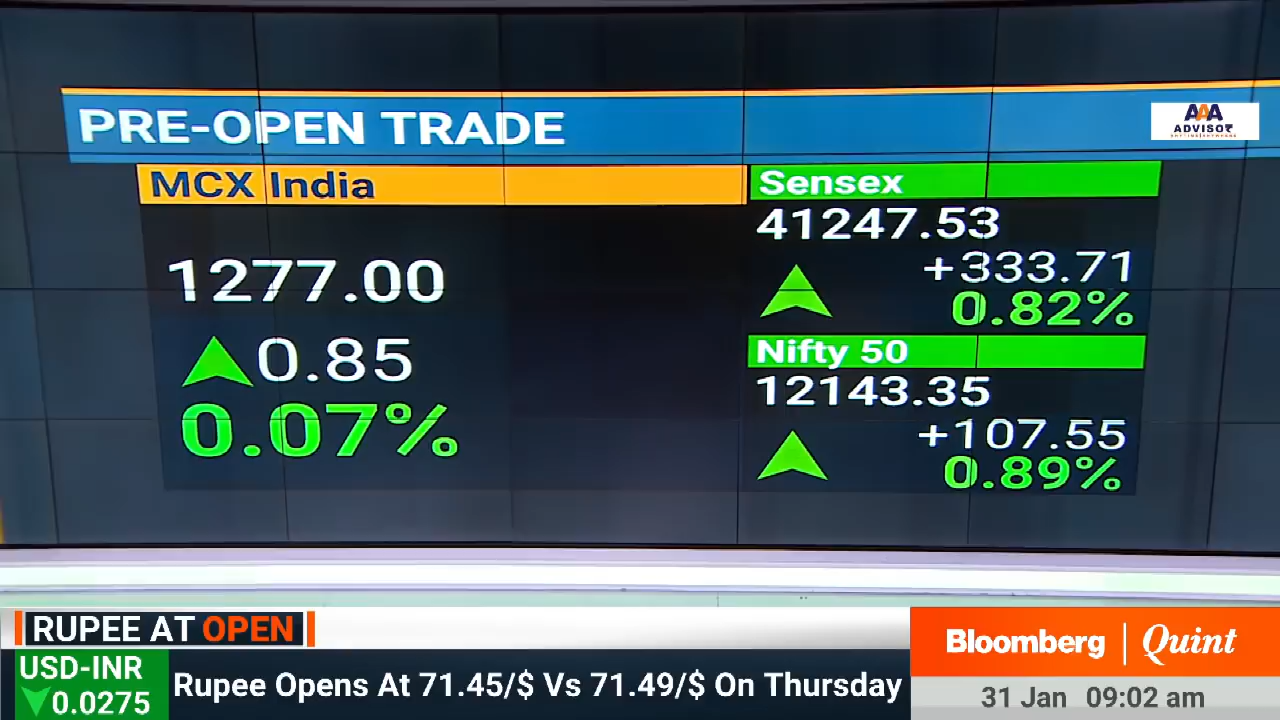 PRE-OPEN TRADE
AAA
ADVISOR
MCX India
1277.00
▲0.85
0.07%
Sensex
41247.53
▲ +333.71
0.82%
Nifty 50
12143.35
▲ +107.55
0.89%
RUPEE AT OPEN
USD-INR
▼0.0275
Rupee Opens At 71.45/$ Vs 71.49/$ On Thursday
Bloomberg | Quint
31 Jan 09:02 am